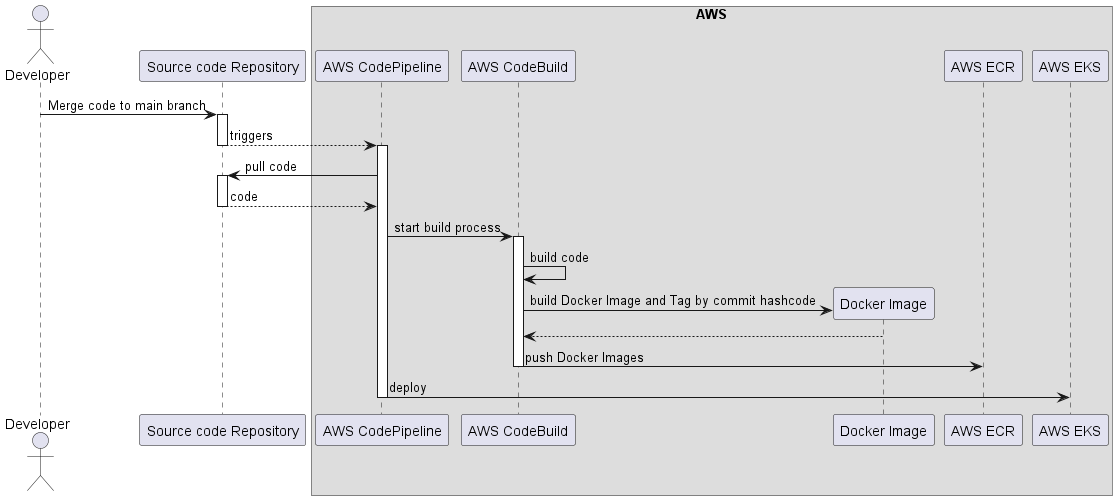 AWS
Developer
Source code Repository
AWS CodePipeline
AWS CodeBuild
AWS ECR
AWS EKS
Merge code to main branch
triggers
pull code
code
start build process
build code
build Docker Image and Tag by commit hashcode
Docker Image
push Docker Images
deploy
Developer
Source code Repository
AWS CodePipeline
AWS CodeBuild
Docker Image
AWS ECR
AWS EKS